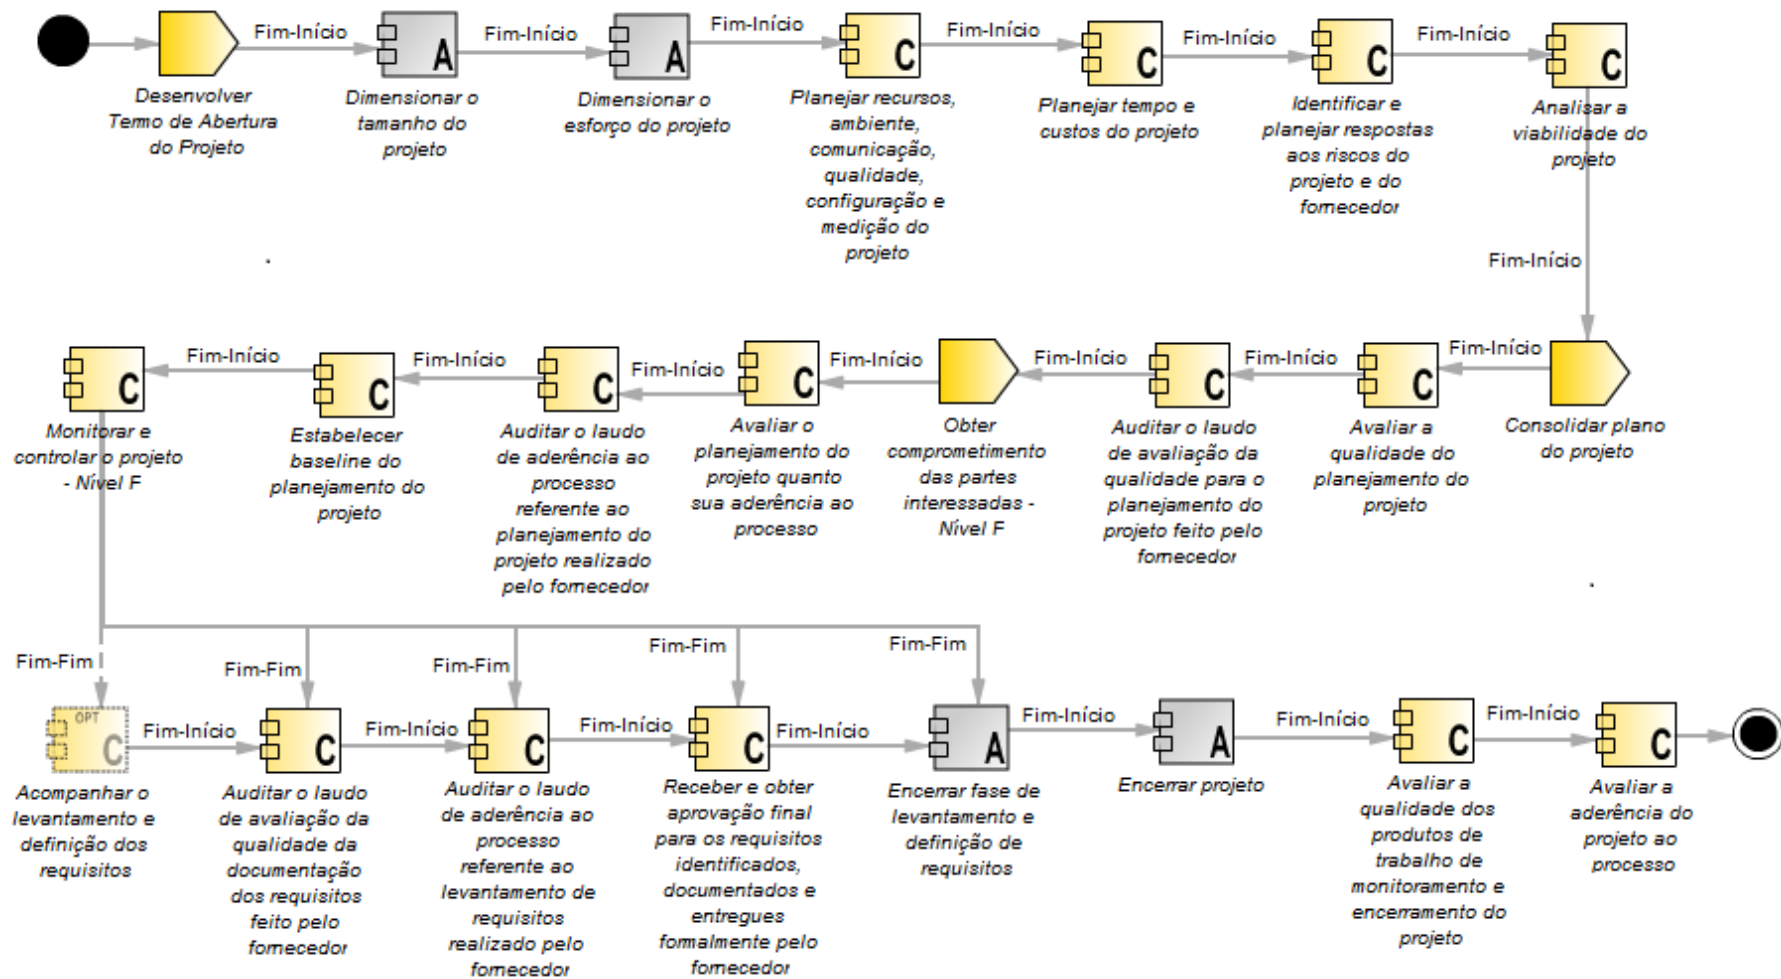 Fim-Início
Fim-Início
Fim-Início
Fim-Início
Fim-Início
Fim-Início
A
A
C
C
C
C
Desenvolver
Termo de Abertura
do Projeto
Dimensionar o
tamanho do
projeto
Dimensionar o
esforço do projeto
Planejar recursos,
ambiente,
comunicação,
qualidade,
configuração e
medição do
projeto
Planejar tempo e
custos do projeto
Identificar e
planejar respostas
aos riscos do
projeto e do
fornecedor
Analisar a
viabilidade do
projeto
Fim-Início
Fim-Início
Fim-Início
Fim-Início
Fim-Início
Fim-Início
Fim-Início
Fim-Início
C
C
C
C
C
C
Monitorar e
controlar o projeto
- Nível F
Estabelecer
baseline do
planejamento do
projeto
Auditar o laudo
de aderência ao
processo
referente ao
planejamento do
projeto realizado
pelo fornecedor
Avaliar o
planejamento do
projeto quanto
sua aderência ao
processo
Obter
comprometimento
das partes
interessadas -
Nível F
Auditar o laudo
de avaliação da
qualidade para o
planejamento do
projeto feito pelo
fornecedor
Avaliar a
qualidade do
planejamento do
projeto
Consolidar plano
do projeto
Fim-Fim
Fim-Fim
Fim-Fim
Fim-Fim
Fim-Fim
OPT
C
Fim-Início
C
Fim-Início
C
Fim-Início
C
Fim-Início
A
Fim-Início
A
Fim-Início
C
Fim-Início
C
Acompanhar o
levantamento e
definição dos
requisitos
Auditar o laudo
de avaliação da
qualidade da
documentação
dos requisitos
feito pelo
fornecedor
Auditar o laudo
de aderência ao
processo
referente ao
levantamento de
requisitos
realizado pelo
fornecedor
Receber e obter
aprovação final
para os requisitos
identificados,
documentados e
entregues
formalmente pelo
fornecedor
Encerrar fase de
levantamento e
definição de
requisitos
Encerrar projeto
Avaliar a
qualidade dos
produtos de
trabalho de
monitoramento e
encerramento do
projeto
Avaliar a
aderência do
projeto ao
processo